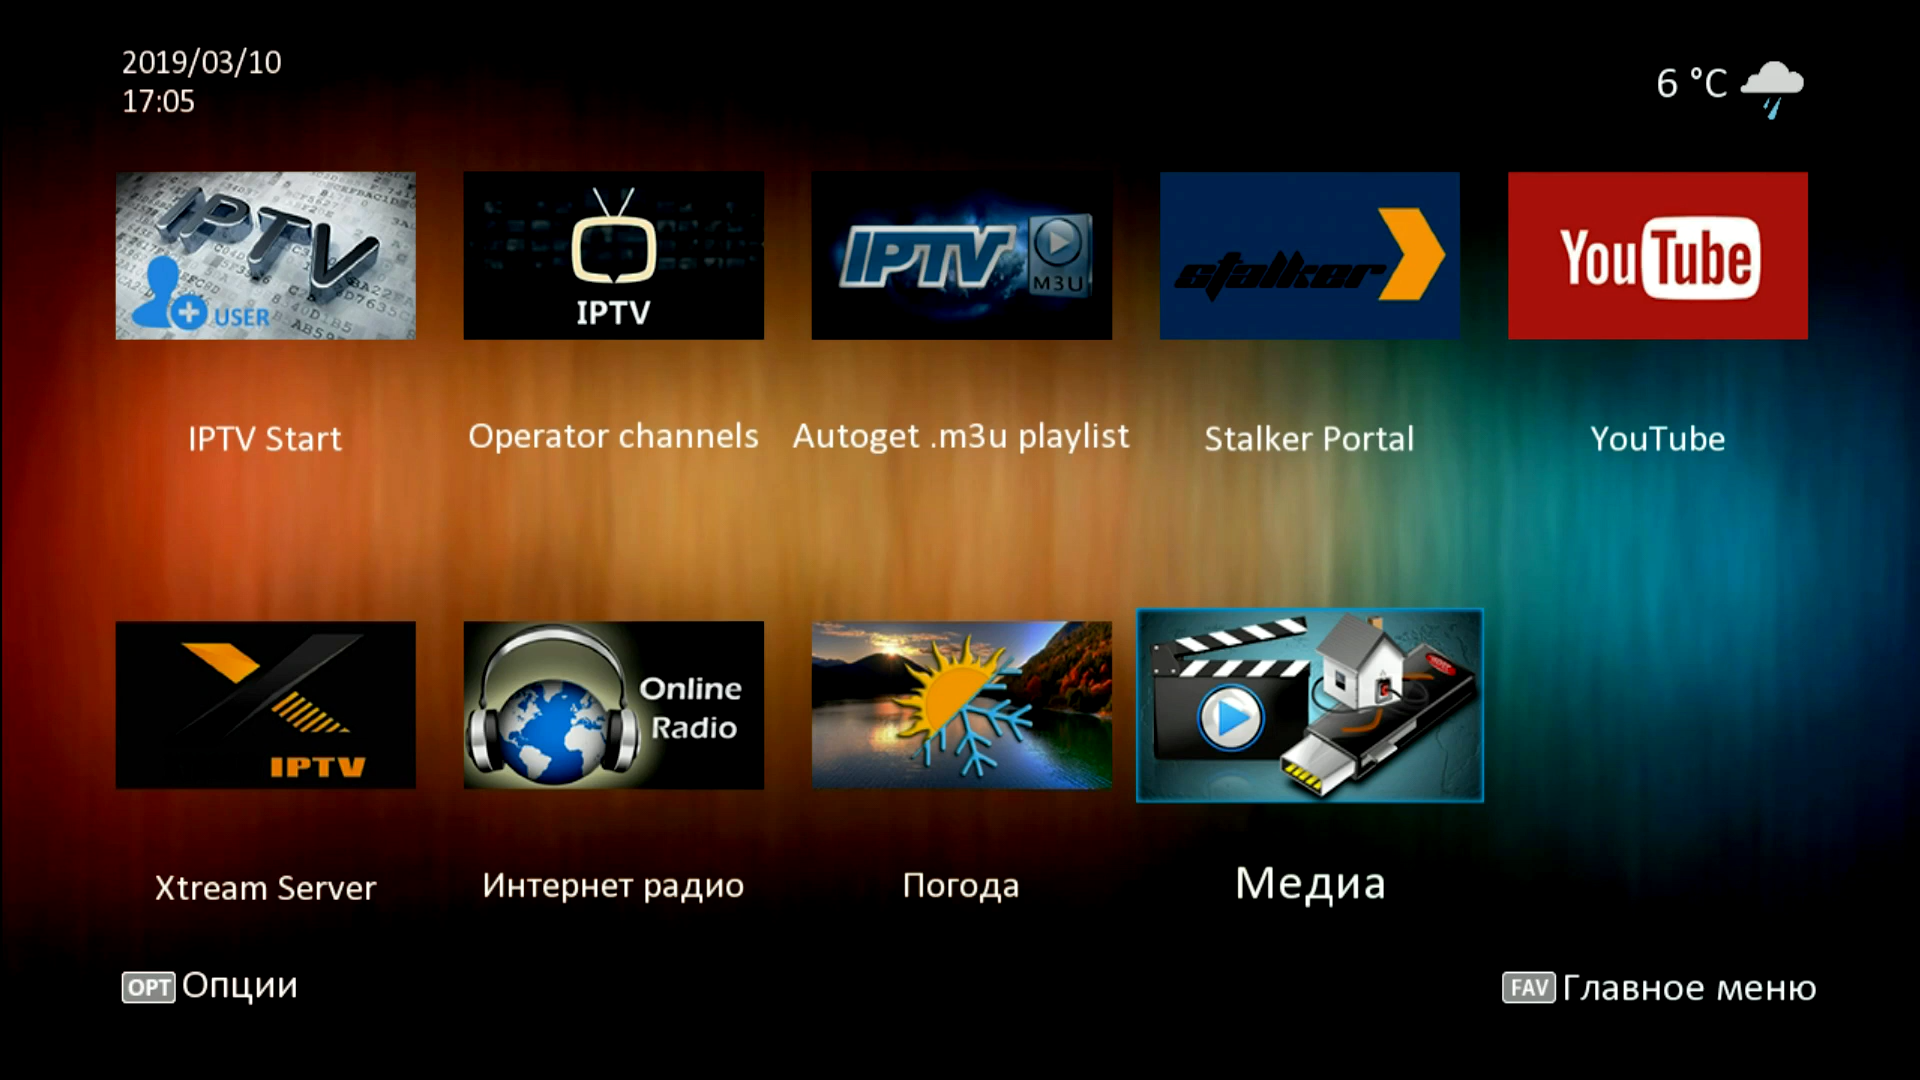 2019/03/10
17:05
6 °C
IPTV
USER
IPTV
IPTV
M3U
stalker
YouTube
IPTV Start
Operator channels
Autoget .m3u playlist
Stalker Portal
YouTube
IPTV
Online
Radio
Xtream Server
Интернет радио
Погода
Медиа
OPT Опции
FAV Главное меню